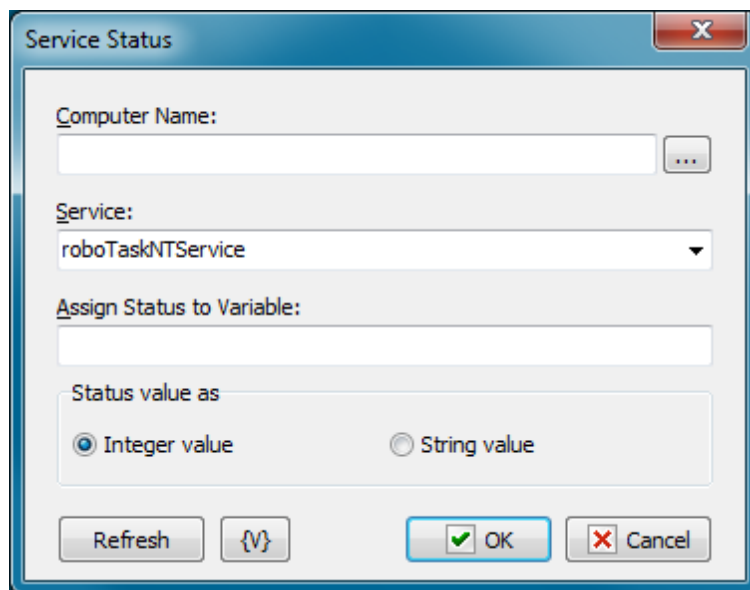 Service Status
Computer Name:
...
Service:
roboTaskNTService
Assign Status to Variable:
Status value as
Integer value String value
Refresh {V} OK Cancel